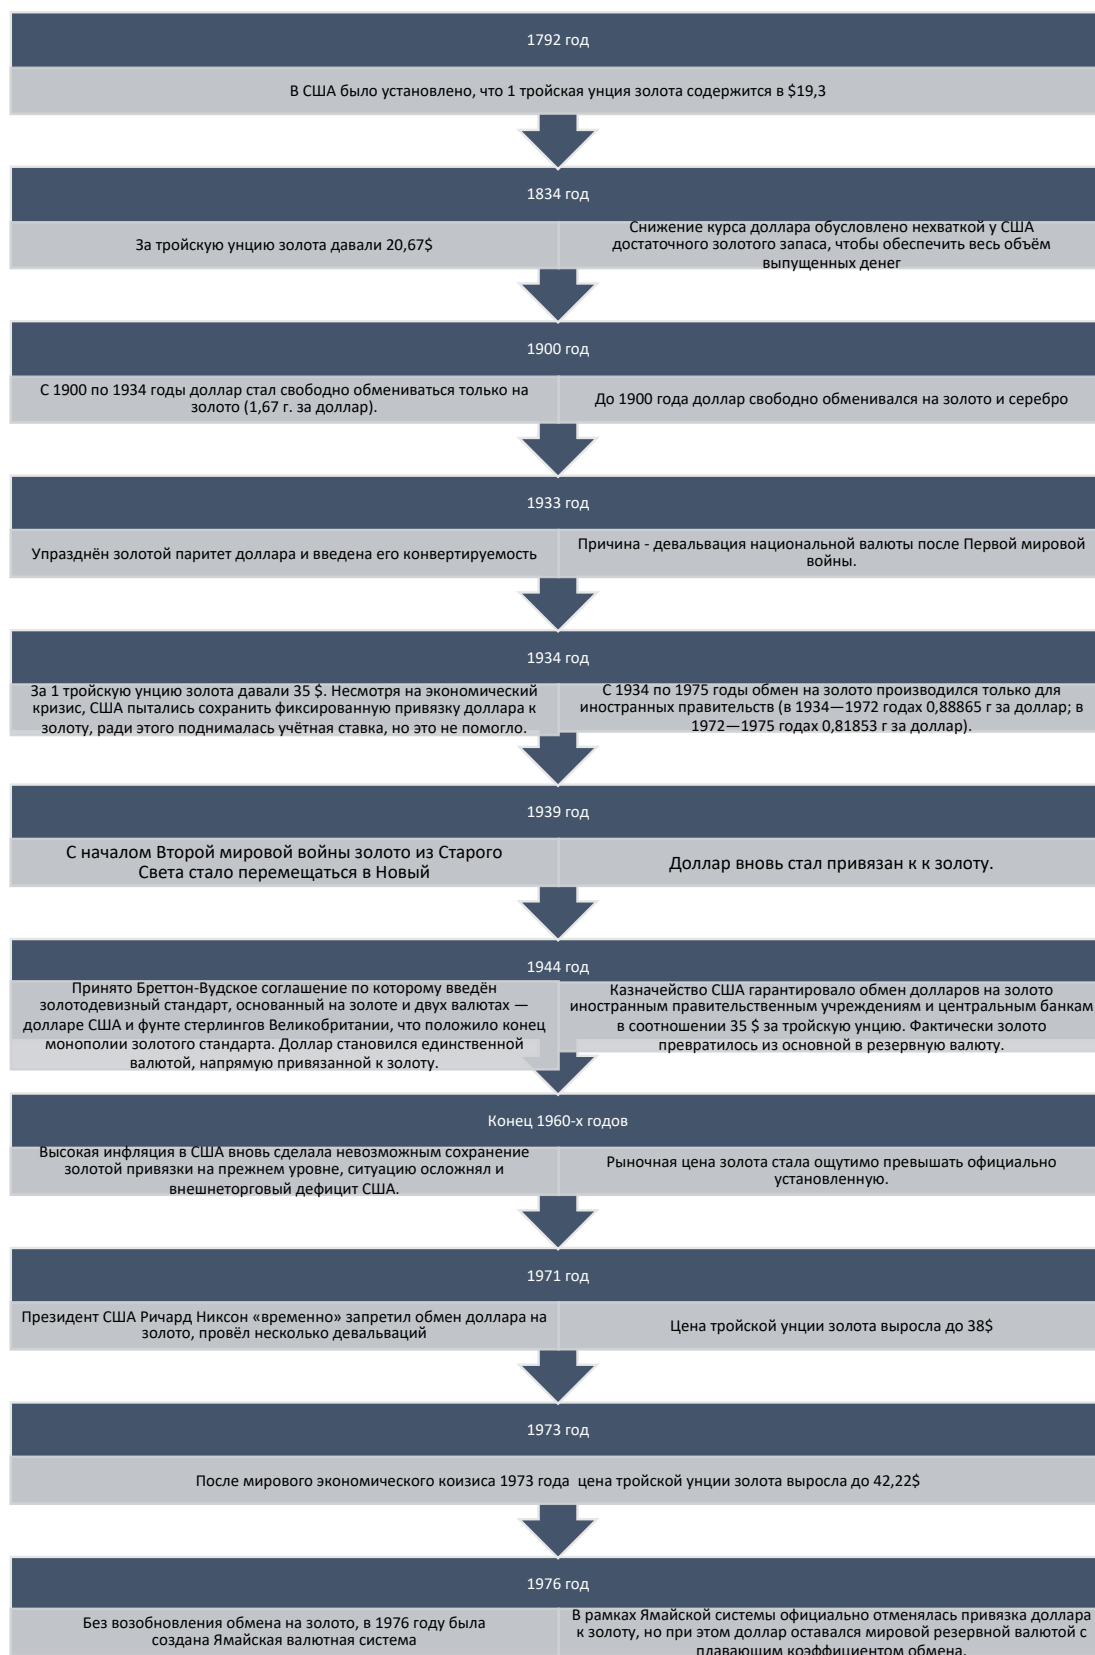 1792 год
В США было установлено, что 1 тройская унция золота содержится в $19,3
1834 год
За тройскую унцию золота давали 20,67$
Снижение курса доллара обусловлено нехваткой у США
достаточного золотого запаса, чтобы обеспечить весь объём
выпущенных денег
1900 год
С 1900 по 1934 годы доллар стал свободно обмениваться только на
золото (1,67 г. за доллар).
До 1900 года доллар свободно обменивался на золото и серебро
1933 год
Упразднён золотой паритет доллара и введена его конвертируемость
Причина - девальвация национальной валюты после Первой мировой
войны.
1934 год
За 1 тройскую унцию золота давали 35 $. Несмотря на экономический
кризис, США пытались сохранить фиксированную привязку доллара к
золоту, ради этого поднималась учётная ставка, но это не помогло.
С 1934 по 1975 годы обмен на золото производился только для
иностранных правительств (в 1934—1972 годах 0,88865 г за доллар; в
1972—1975 годах 0,81853 г за доллар).
1939 год
С началом Второй мировой войны золото из Старого
Света стало перемещаться в Новый
Доллар вновь стал привязан к к золоту.
1944 год
Принято Бреттон-Вудское соглашение по которому введён
золотодевизный стандарт, основанный на золоте и двух валютах —
долларе США и фунте стерлингов Великобритании, что положило конец
монополии золотого стандарта. Доллар становился единственной
валютой, напрямую привязанной к золоту.
Казначейство США гарантировало обмен долларов на золото
иностранным правительственным учреждениям и центральным банкам
в соотношении 35 $ за тройскую унцию. Фактически золото
превратилось из основной в резервную валюту.
Конец 1960-х годов
Высокая инфляция в США вновь сделала невозможным сохранение
золотой привязки на прежнем уровне, ситуацию осложнял и
внешнеторговый дефицит США.
Рыночная цена золота стала ощутимо превышать официально
установленную.
1971 год
Президент США Ричард Никсон «временно» запретил обмен доллара на
золото, провёл несколько девальваций
Цена тройской унции золота выросла до 38$
1973 год
После мирового экономического коизиса 1973 года цена тройской унции золота выросла до 42,22$
1976 год
Без возобновления обмена на золото, в 1976 году была
создана Ямайская валютная система
В рамках Ямайской системы официально отменялась привязка доллара
к золоту, но при этом доллар оставался мировой резервной валютой с
плавающим коэффициентом обмена.